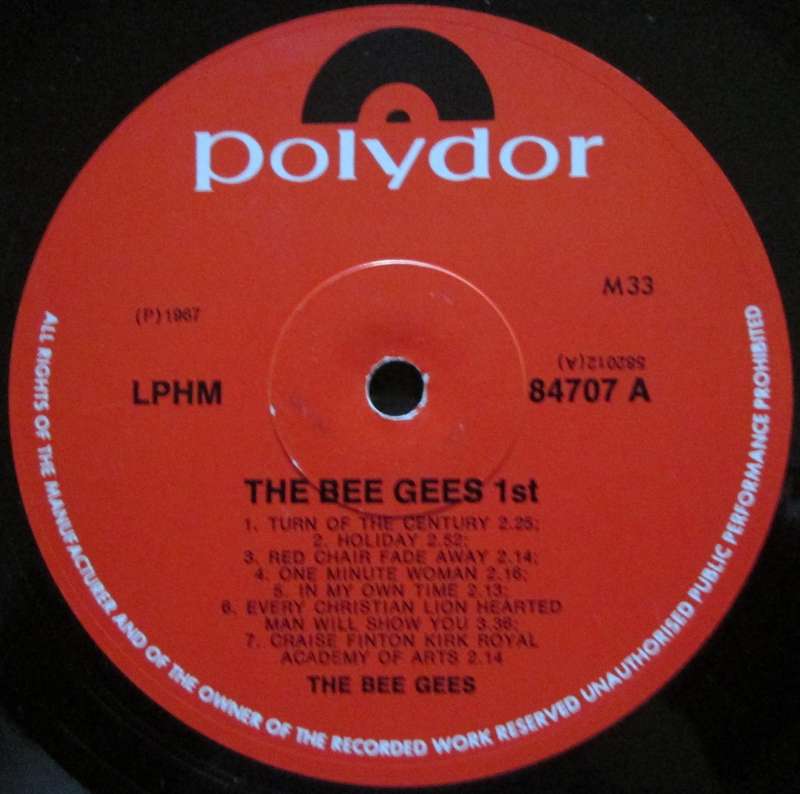 polydor
M33
(P)1967
582012(A)
LPHM
84707 A
THE BEE GEES 1st
1. TURN OF THE CENTURY 2.25;
2. HOLIDAY 2.52;
3. RED CHAIR FADE AWAY 2.14;
4. ONE MINUTE WOMAN 2.16;
5. IN MY OWN TIME 2.13;
6. EVERY CHRISTIAN LION HEARTED
MAN WILL SHOW YOU 3.36;
7. CRAISE FINTON KIRK ROYAL
ACADEMY OF ARTS 2.14
THE BEE GEES
ALL RIGHTS OF THE MANUFACTURER AND OF THE OWNER OF THE RECORDED WORK RESERVED UNAUTHORISED PUBLIC PERFORMANCE PROHIBITED